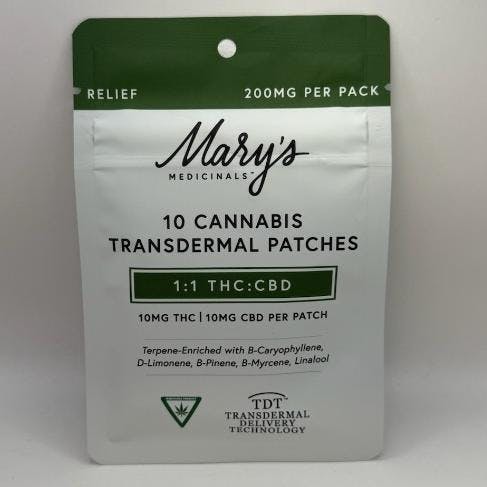 RELIEF
200MG PER PACK
Mary's
MEDICINALS™
10 CANNABIS
TRANSDERMAL PATCHES
1:1 THC:CBD
10MG THC | 10MG CBD PER PATCH
Terpene-Enriched with B-Caryophyllene,
D-Limonene, B-Pinene, B-Myrcene, Linalool
TDT™
TRANSDERMAL
DELIVERY
TECHNOLOGY